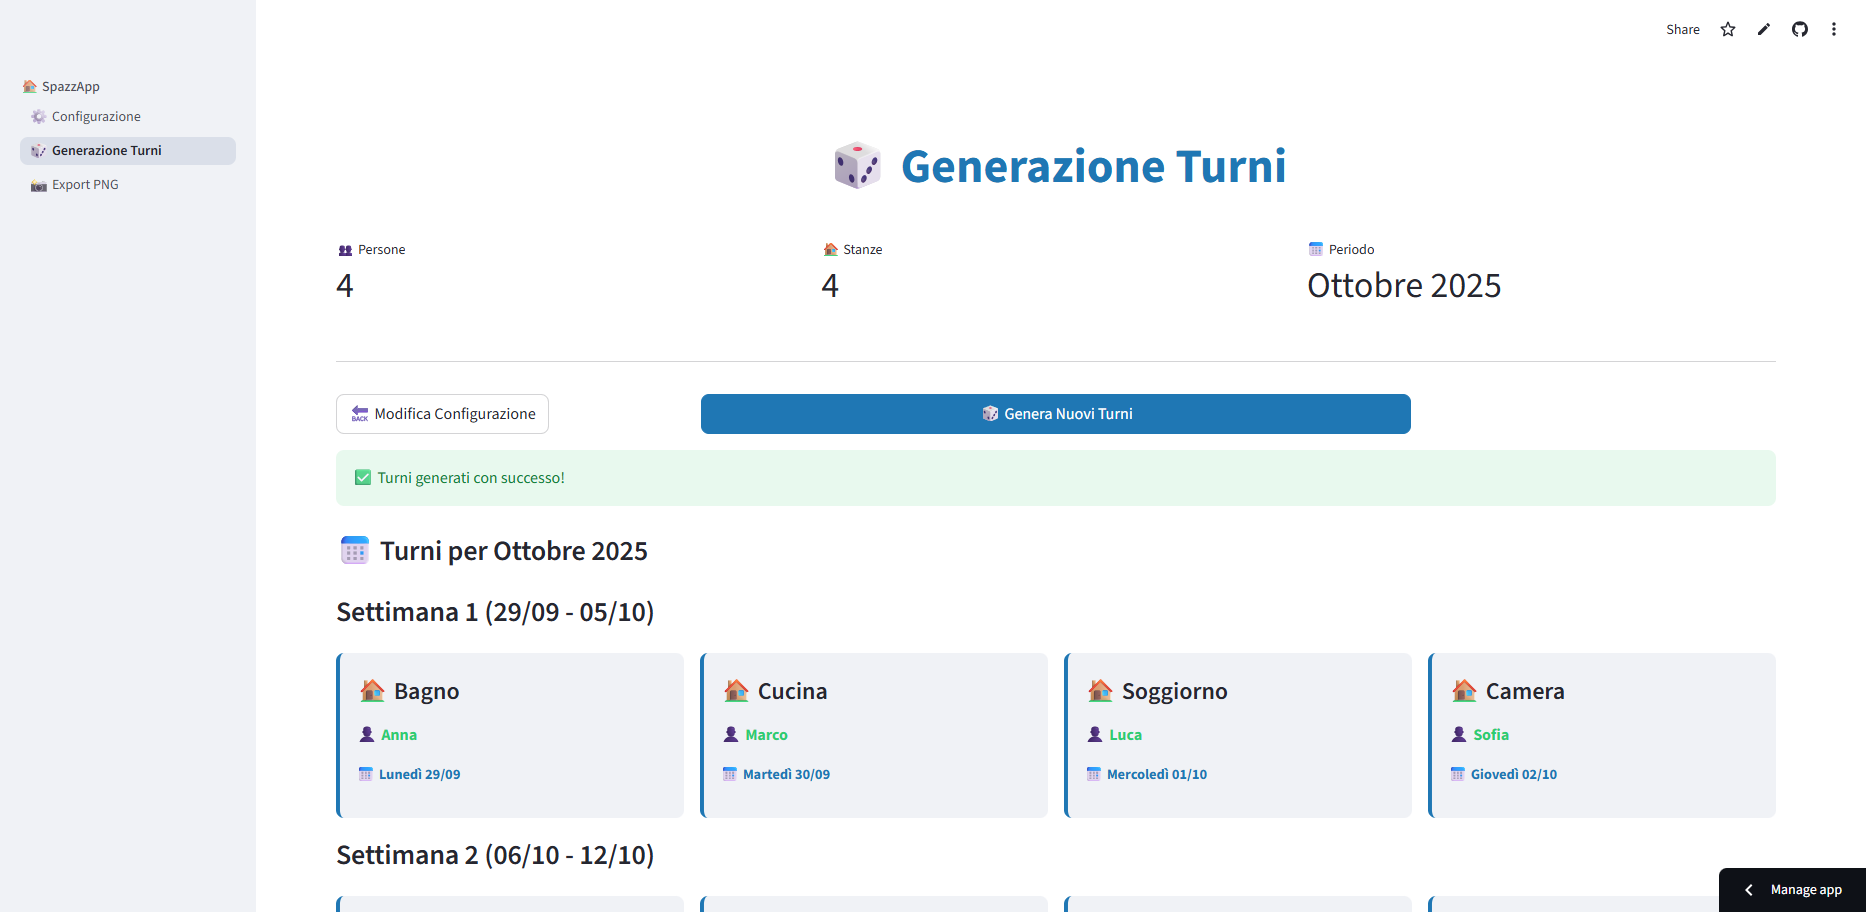 Share
SpazzApp
Configurazione
Generazione Turni
Export PNG
Generazione Turni
Persone
4
Stanze
4
Periodo
Ottobre 2025
BACK Modifica Configurazione
Genera Nuovi Turni
Turni generati con successo!
Turni per Ottobre 2025
Settimana 1 (29/09 - 05/10)
Bagno
Anna
Lunedì 29/09
Cucina
Marco
Martedì 30/09
Soggiorno
Luca
Mercoledì 01/10
Camera
Sofia
Giovedì 02/10
Settimana 2 (06/10 - 12/10)
Manage app